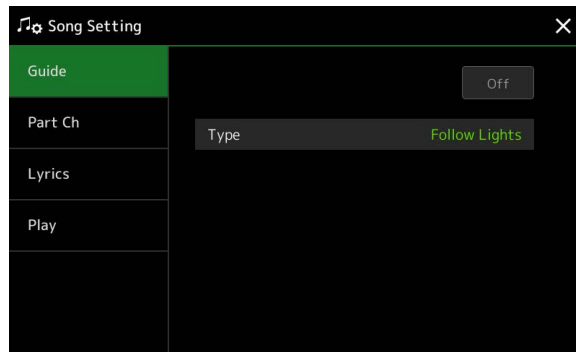 Song Setting
Guide
Off
Part Ch
Type Follow Lights
Lyrics
Play